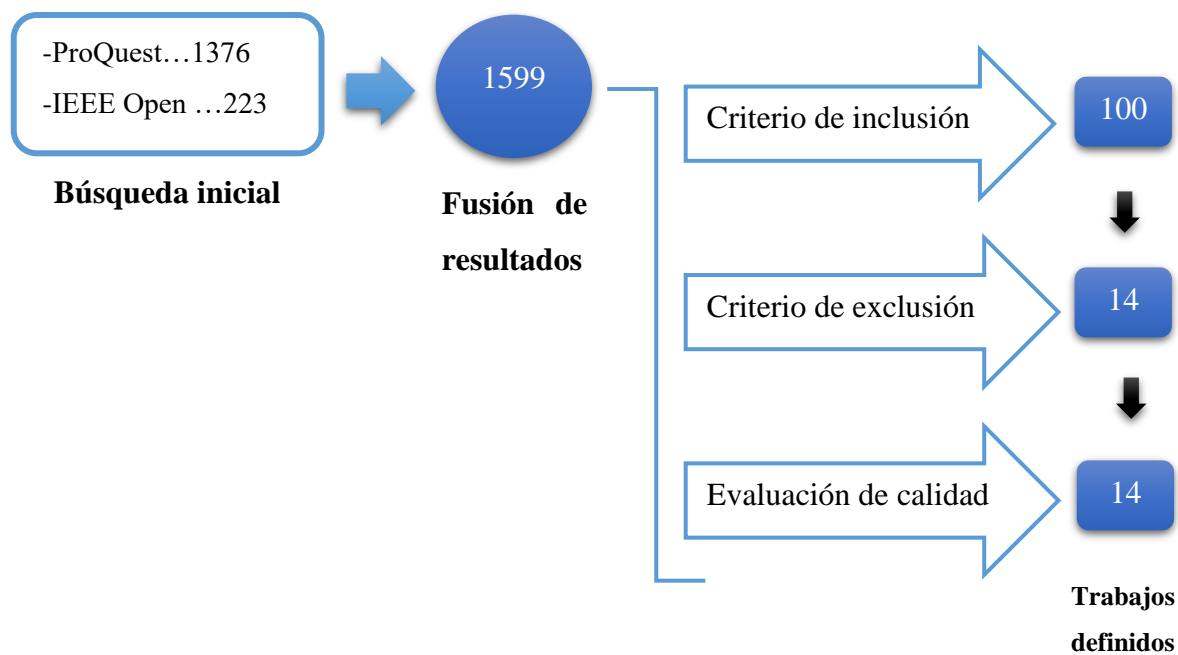 -ProQuest…1376
-IEEE Open …223
Búsqueda inicial
1599
Fusión de
resultados
Criterio de inclusión
100
Criterio de exclusión
14
Evaluación de calidad
14
Trabajos
definidos